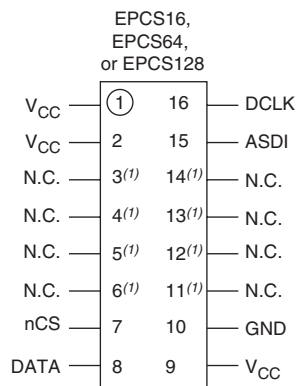 EPCS16,
EPCS64,
or EPCS128
VCC 1 16 DCLK
VCC 2 15 ASDI
N.C. 3(1) 14(1) N.C.
N.C. 4(1) 13(1) N.C.
N.C. 5(1) 12(1) N.C.
N.C. 6(1) 11(1) N.C.
nCS 7 10 GND
DATA 8 9 VCC